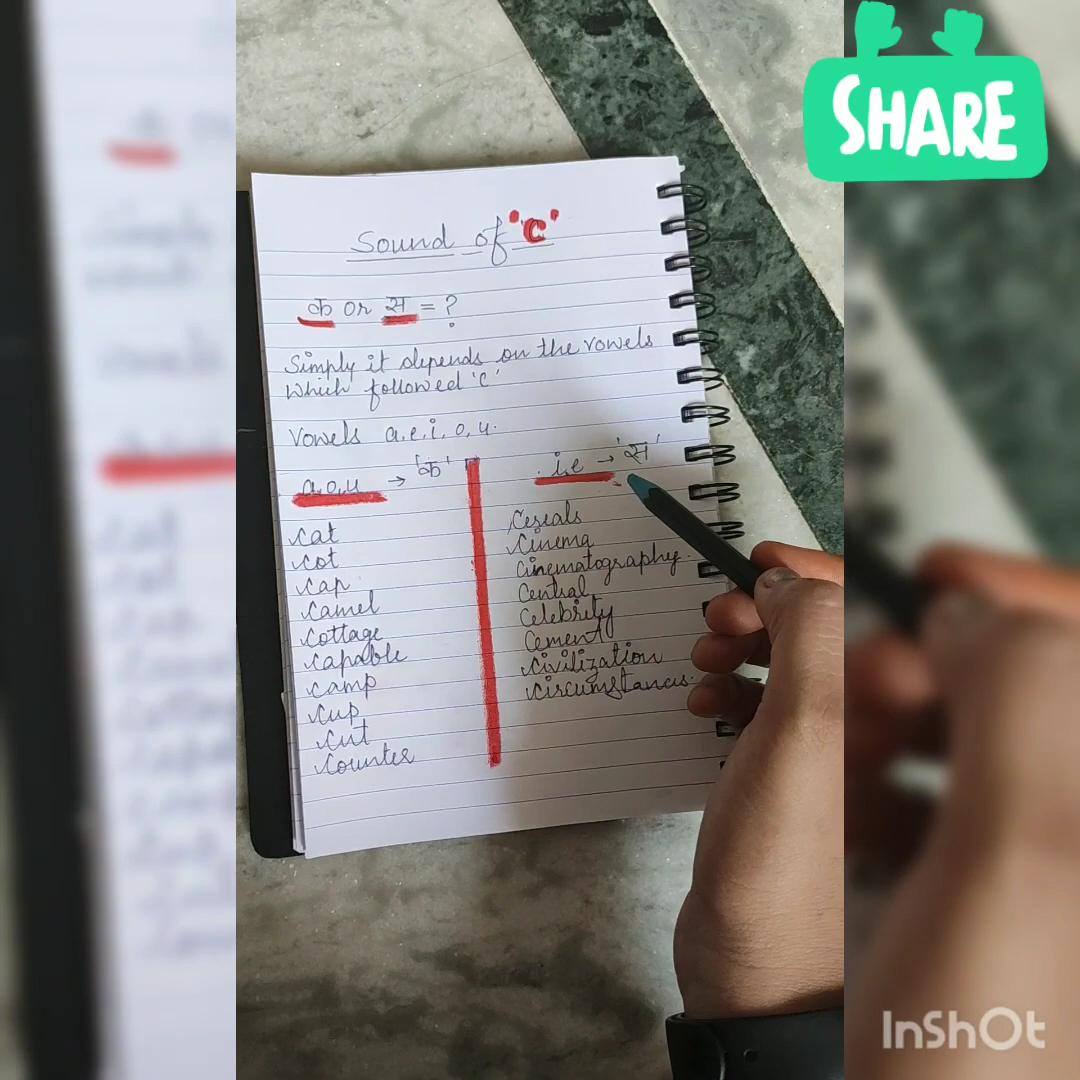 SHARE
Sound of 'C'
क or स = ?
Simply it depends on the vowels
which followed 'C'
Vowels a, e, i, o, u.
a, o, u → 'क'
cat
cot
cap
camel
cottage
capable
camp
cup
cut
counter
i, e → 'स'
cereals
cinema
cinematography.
central
celebrity
cement
civilization
circumstances.
InShOt